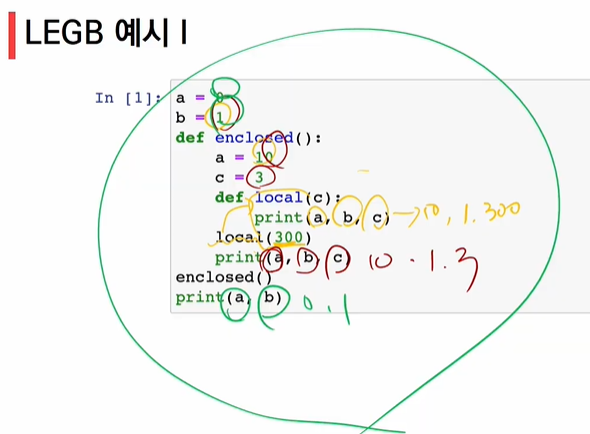 LEGB 예시 I
In [1]: a = 0
b = 1
def enclosed():
a = 10
c = 3
def local(c):
print(a, b, c) → 10, 1. 300
local(300)
print(a, b, c) 10 . 1. 3
enclosed()
print(a, b) 0. 1